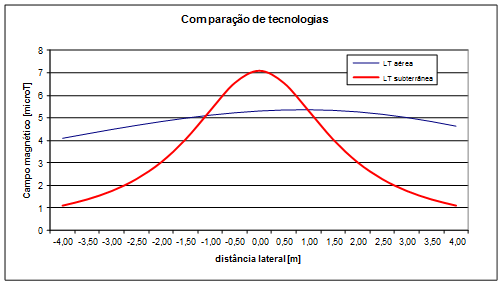 Comparação de tecnologias
Campo magnético [microT]
8
7
6
5
4
3
2
1
0
LT aérea
LT subterrânea
-4,00 -3,50 -3,00 -2,50 -2,00 -1,50 -1,00 -0,50 0,00 0,50 1,00 1,50 2,00 2,50 3,00 3,50 4,00
distância lateral [m]